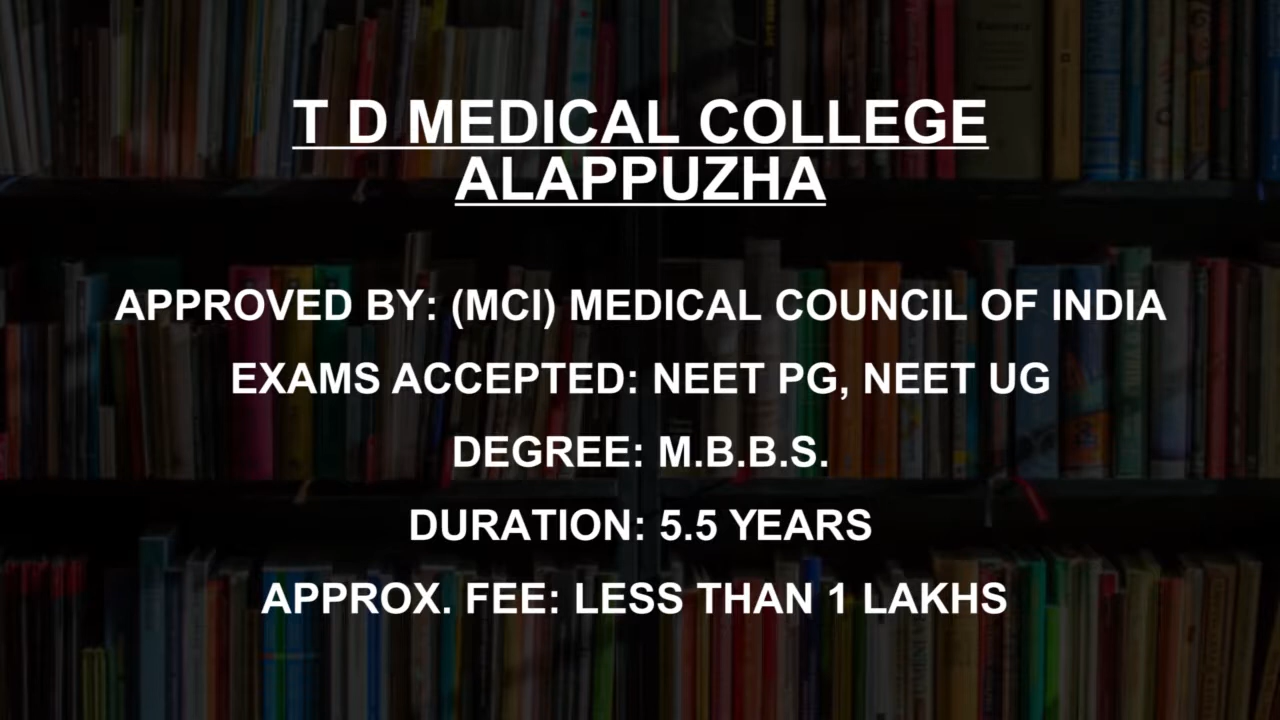 T D MEDICAL COLLEGE
ALAPPUZHA
APPROVED BY: (MCI) MEDICAL COUNCIL OF INDIA
EXAMS ACCEPTED: NEET PG, NEET UG
DEGREE: M.B.B.S.
DURATION: 5.5 YEARS
APPROX. FEE: LESS THAN 1 LAKHS